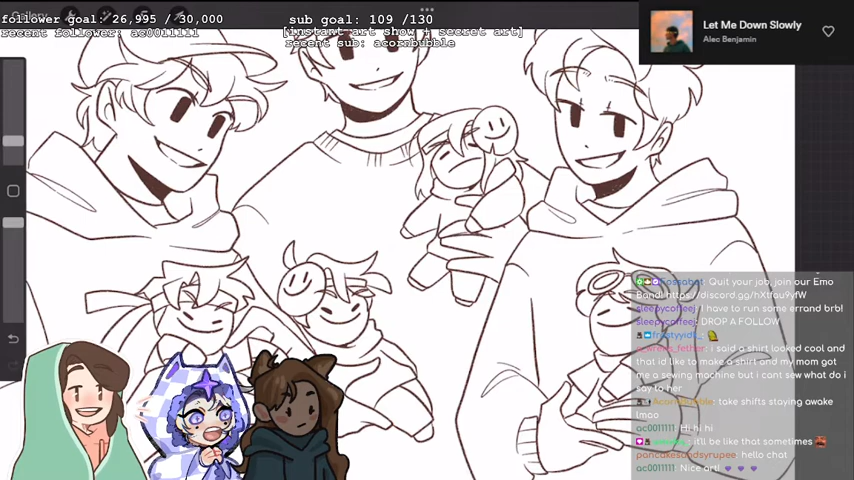 Gallery
follower goal: 26,995 / 30,000
recent follower: ac0011111
sub goal: 109 /130
[instant art show + secret art]
recent sub: acornbubble
Let Me Down Slowly
Alec Benjamin
Quit your job, join our Emo
Band! https://discord.gg/hXtrau9yfW
sleepycoffeej: I have to run some errand brb!
sleepycoffeej: DROP A FOLLOW
i said a shirt looked cool and
that id like to make a shirt and my mom got
me a sewing machine but i cant sew what do i
say to her
take shifts staying awake
lmao
ac0011111: Hi hi hi
it'll be like that sometimes
pancakesandsyrupee: hello chat
ac0011111: Nice art!